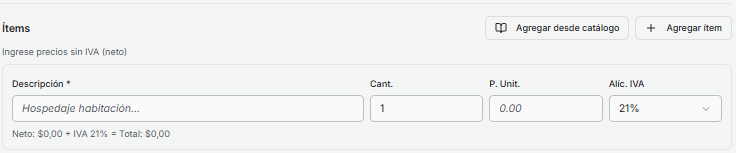 Ítems
Agregar desde catálogo
Agregar ítem
Ingrese precios sin IVA (neto)
Descripción *
Cant.
P. Unit.
Alíc. IVA
Hospedaje habitación...
1
0.00
21%
Neto: $0,00 + IVA 21% = Total: $0,00